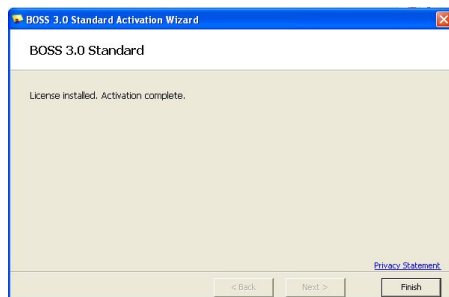 BOSS 3.0 Standard Activation Wizard
BOSS 3.0 Standard
License installed. Activation complete.
Privacy Statement
< Back Next > Finish